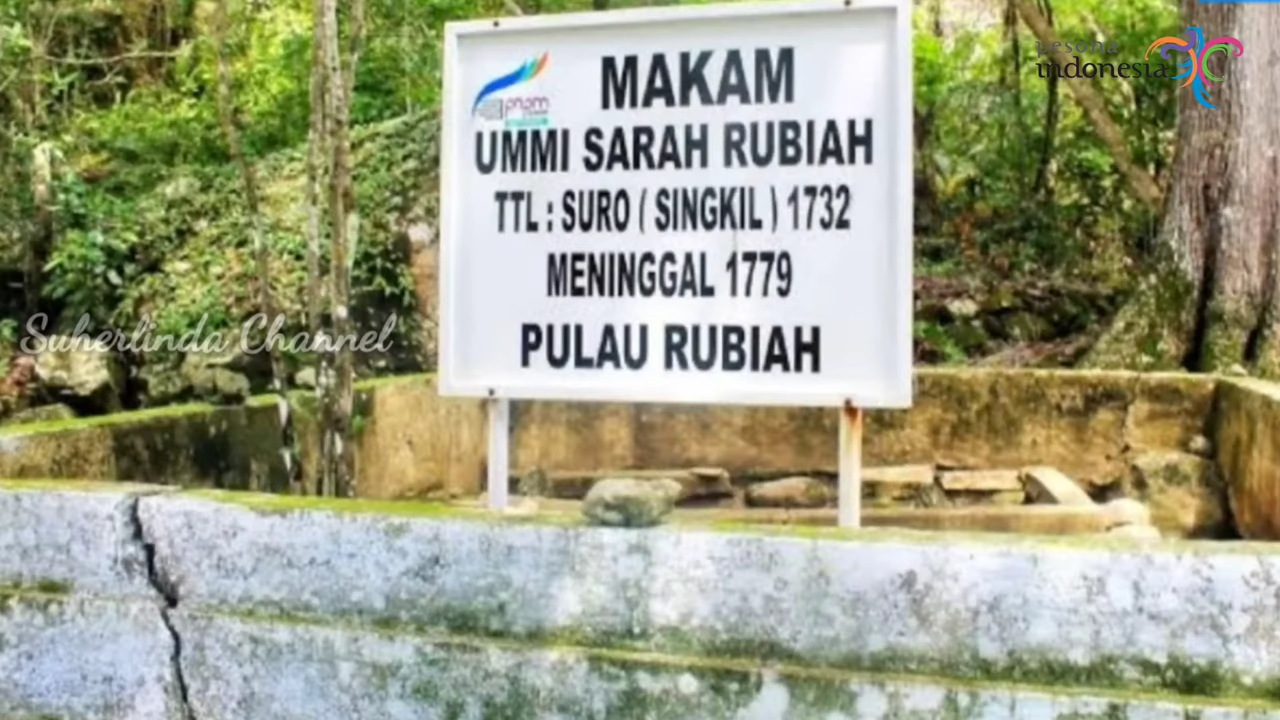 MAKAM
UMMI SARAH RUBIAH
TTL : SURO ( SINGKIL ) 1732
MENINGGAL 1779
PULAU RUBIAH
pesona
indonesia
Suherlinda Channel